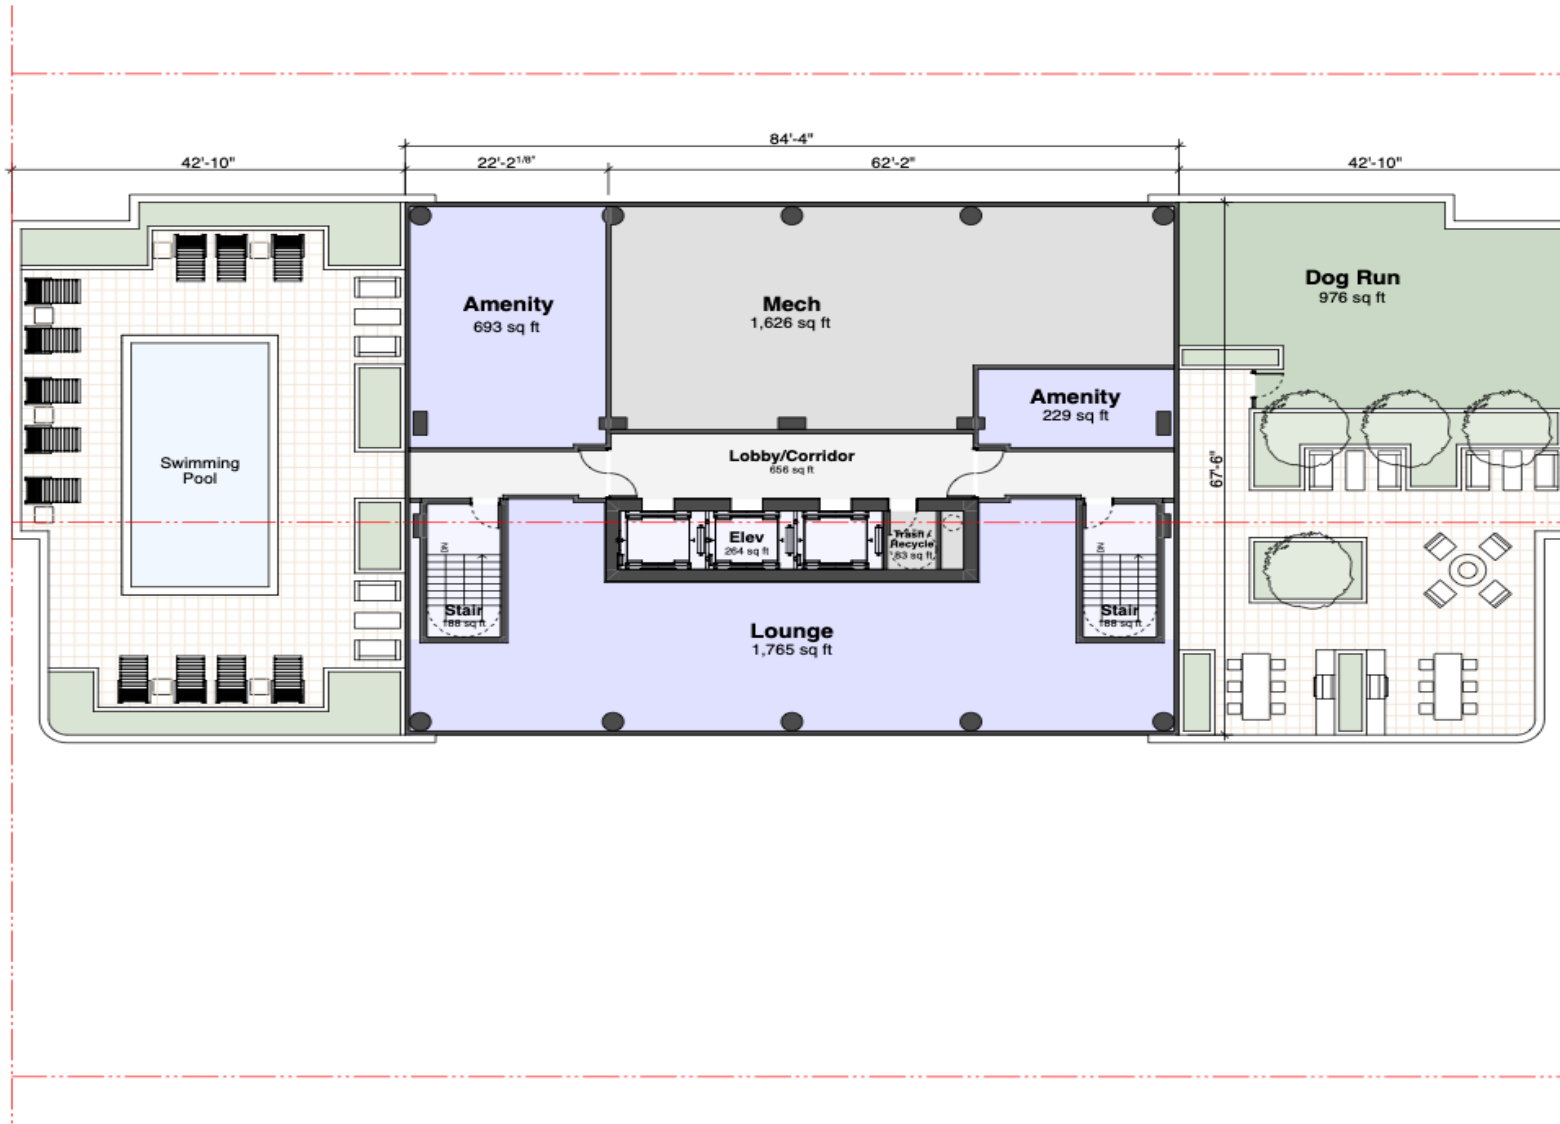 84'-4"
42'-10"
22'-2 1/8"
62'-2"
42'-10"
Amenity
693 sq ft
Mech
1,626 sq ft
Dog Run
976 sq ft
Amenity
229 sq ft
Swimming
Pool
Lobby/Corridor
656 sq ft
67'-6"
Elev
264 sq ft
Trash /
Recycle
83 sq ft
DN
DN
Stair
188 sq ft
Stair
188 sq ft
Lounge
1,765 sq ft